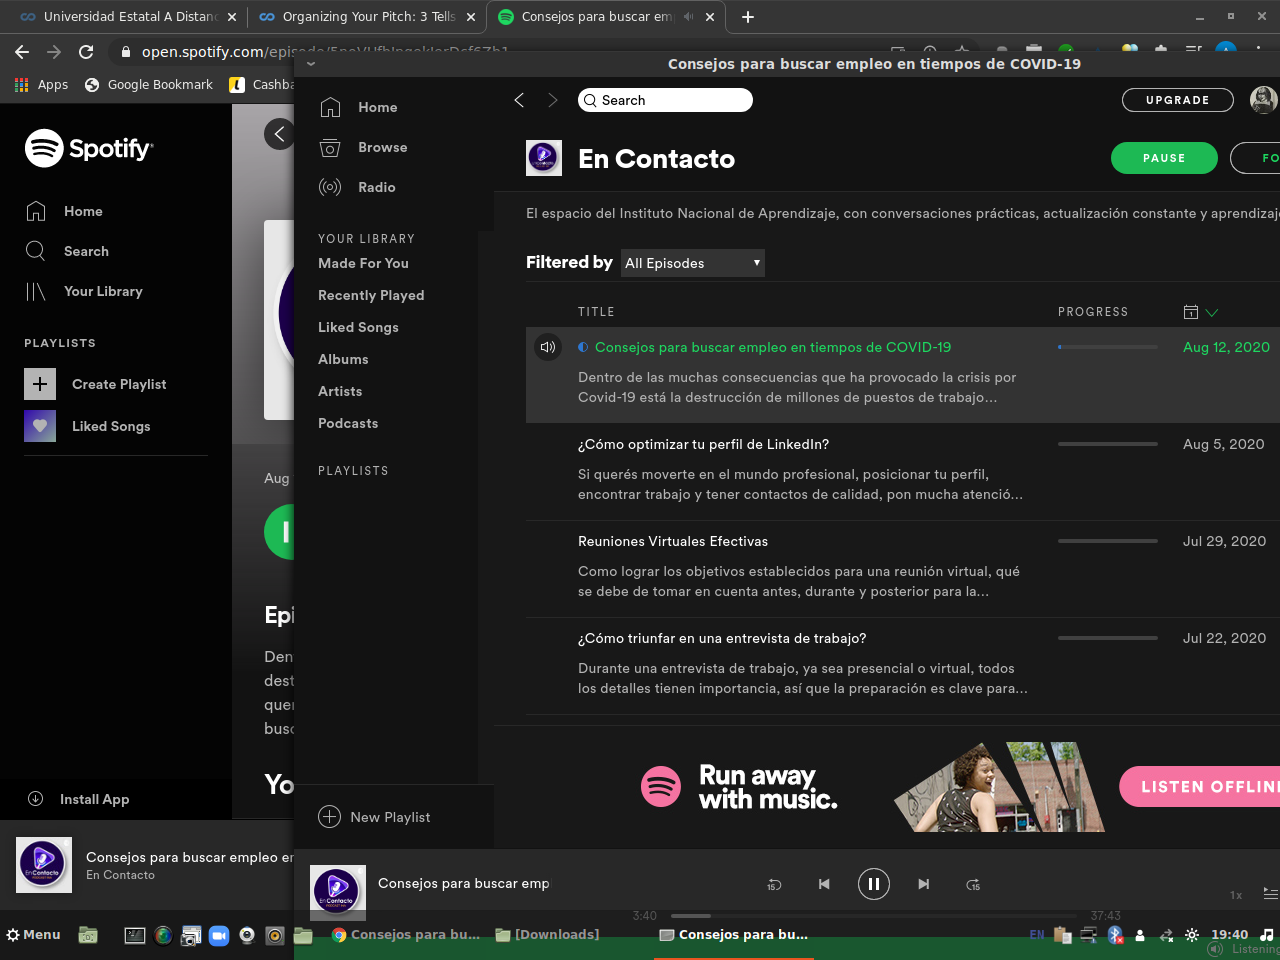 Universidad Estatal A Distanc
Organizing Your Pitch: 3 Tells
Consejos para buscar em
open.spotify.com/episode/
Apps
Google Bookmark
Cashba
Consejos para buscar empleo en tiempos de COVID-19
Spotify
Home
Search
Your Library
PLAYLISTS
Create Playlist
Liked Songs
Install App
Aug
Epi
Den
dest
quer
busc
Yo
Consejos para buscar empleo en
En Contacto
Home
Browse
Radio
YOUR LIBRARY
Made For You
Recently Played
Liked Songs
Albums
Artists
Podcasts
PLAYLISTS
New Playlist
Search
UPGRADE
En Contacto
PAUSE
FO
El espacio del Instituto Nacional de Aprendizaje, con conversaciones prácticas, actualización constante y aprendizaj
Filtered by
All Episodes
TITLE
PROGRESS
Consejos para buscar empleo en tiempos de COVID-19
Aug 12, 2020
Dentro de las muchas consecuencias que ha provocado la crisis por
Covid-19 está la destrucción de millones de puestos de trabajo...
¿Cómo optimizar tu perfil de LinkedIn?
Aug 5, 2020
Si querés moverte en el mundo profesional, posicionar tu perfil,
encontrar trabajo y tener contactos de calidad, pon mucha atenció...
Reuniones Virtuales Efectivas
Jul 29, 2020
Como lograr los objetivos establecidos para una reunión virtual, qué
se debe de tomar en cuenta antes, durante y posterior para la...
¿Cómo triunfar en una entrevista de trabajo?
Jul 22, 2020
Durante una entrevista de trabajo, ya sea presencial o virtual, todos
los detalles tienen importancia, así que la preparación es clave para...
Run away
with music.
LISTEN OFFLIN
EnContacto
Consejos para buscar emp
15
15
1x
3:40
37:43
Menu
Consejos para bu...
[Downloads]
Consejos para bu...
EN
19:40
Listening